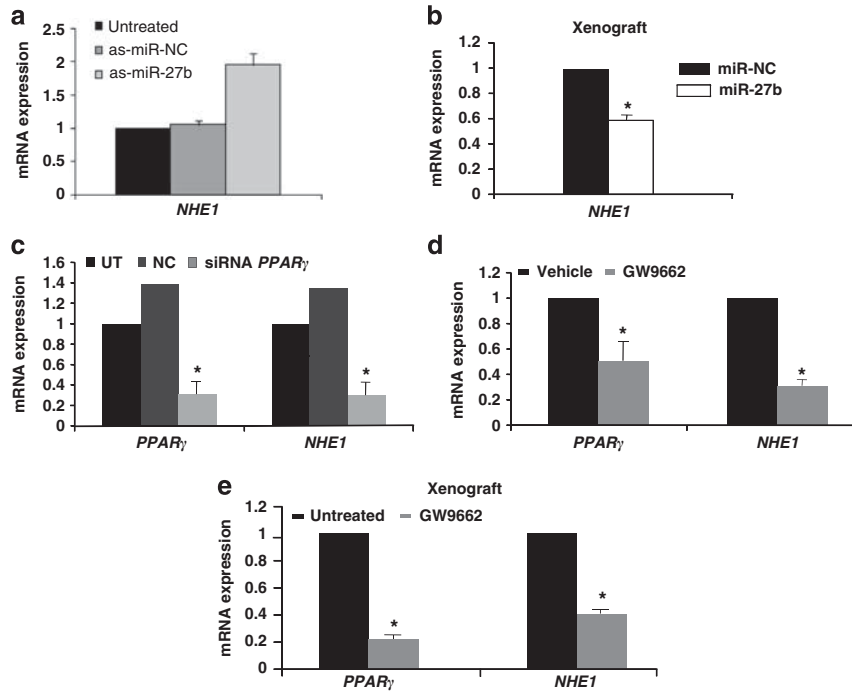 a
Untreated
as-miR-NC
as-miR-27b
mRNA expression
2.5
2
1.5
1
0.5
0
NHE1
b
Xenograft
miR-NC
miR-27b
mRNA expression
1.2
1
0.8
0.6
0.4
0.2
0
*
NHE1
c
UT NC siRNA PPARγ
mRNA expression
1.6
1.4
1.2
1
0.8
0.6
0.4
0.2
0
* *
PPARγ NHE1
d
Vehicle GW9662
mRNA expression
1.2
1
0.8
0.6
0.4
0.2
0
* *
PPARγ NHE1
e
Xenograft
Untreated GW9662
mRNA expression
1.2
1
0.8
0.6
0.4
0.2
0
* *
PPARγ NHE1